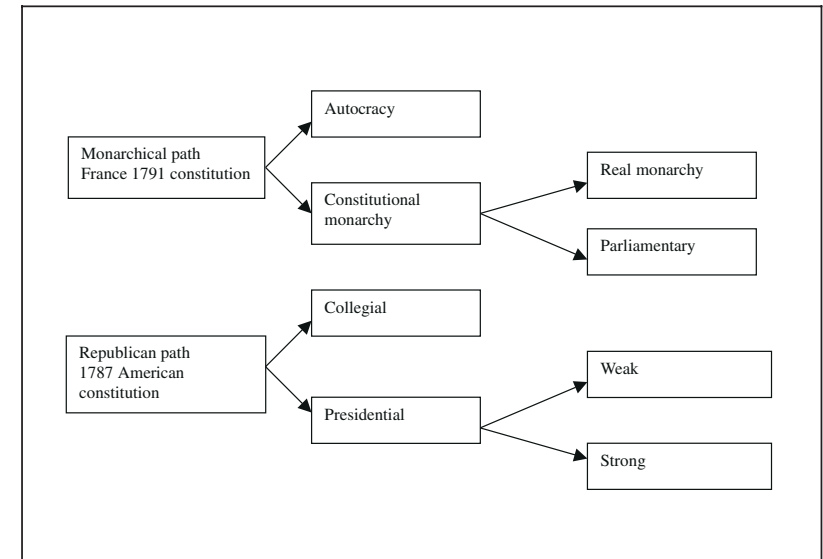 Monarchical path
France 1791 constitution
Autocracy
Constitutional
monarchy
Real monarchy
Parliamentary
Republican path
1787 American
constitution
Collegial
Presidential
Weak
Strong